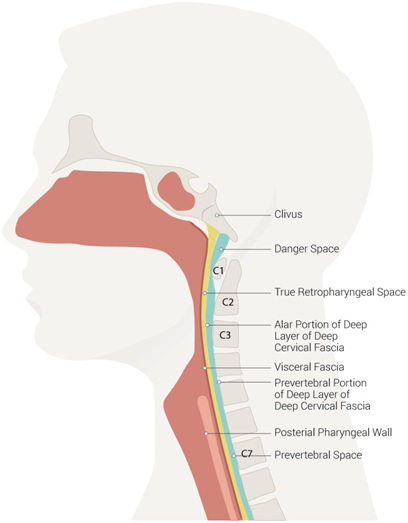 Clivus
Danger Space
C1
True Retropharyngeal Space
C2
Alar Portion of Deep
Layer of Deep
Cervical Fascia
C3
Visceral Fascia
Prevertebral Portion
of Deep Layer of
Deep Cervical Fascia
Posterior Pharyngeal Wall
C7
Prevertebral Space